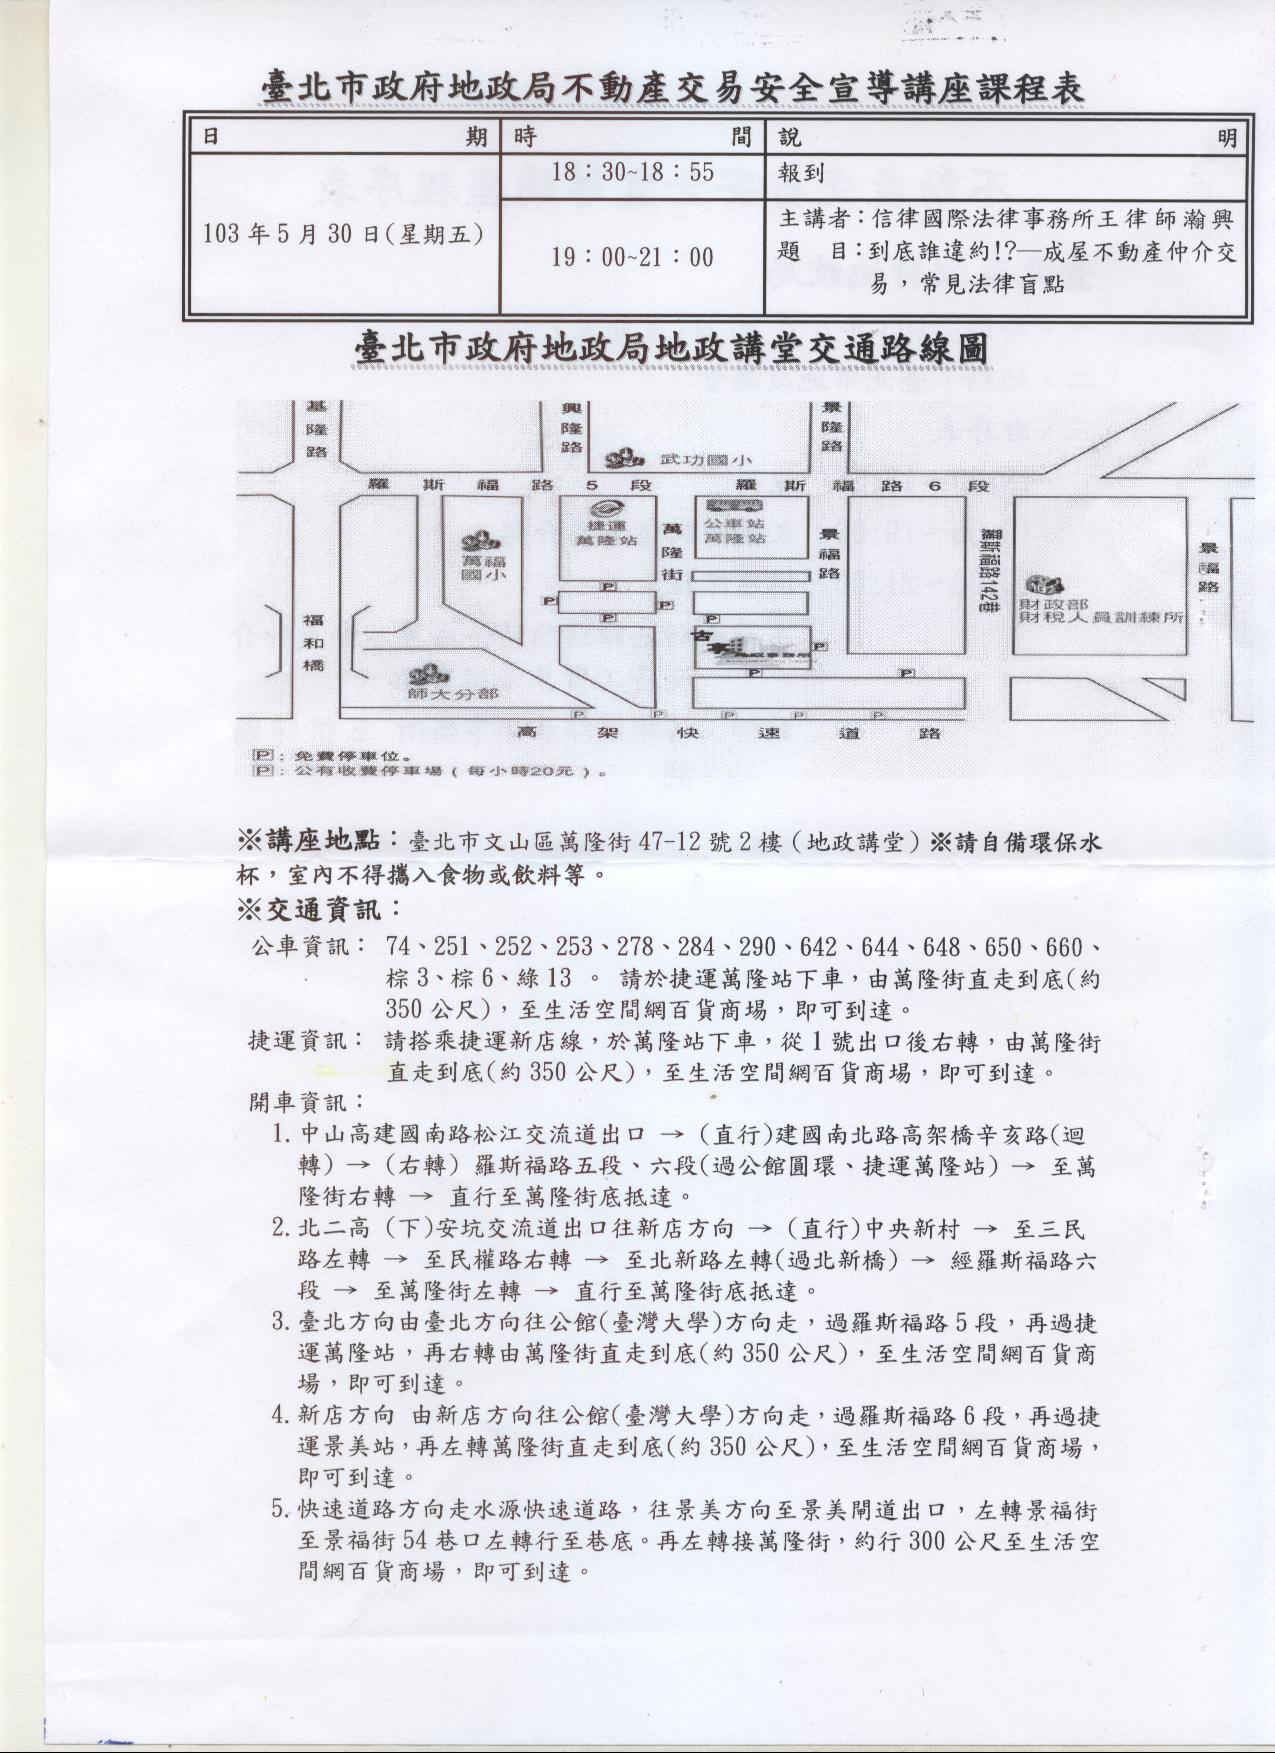 臺北市政府地政局不動產交易安全宣導講座課程表
日期 時間 說明
18：30~18：55 報到
103年5月30日(星期五)
19：00~21：00
主講者：信律國際法律事務所王律師瀚興
題 目：到底誰違約!?—成屋不動產仲介交
易，常見法律盲點
臺北市政府地政局地政講堂交通路線圖
基隆路
興隆路
景隆路
武功國小
羅斯福路5段 羅斯福路6段
捷運
萬隆站
萬隆街
公車站
萬隆站
景福路
羅斯福路142巷
景福路
萬福
國小
財政部
財稅人員訓練所
福和橋
古亭
師大分部
高架快速道路
P：免費停車位。
P：公有收費停車場（每小時20元）。
※講座地點：臺北市文山區萬隆街47-12號2樓（地政講堂）※請自備環保水
杯，室內不得攜入食物或飲料等。
※交通資訊：
公車資訊： 74、251、252、253、278、284、290、642、644、648、650、660、
棕3、棕6、綠13 。 請於捷運萬隆站下車，由萬隆街直走到底(約
350公尺)，至生活空間網百貨商場，即可到達。
捷運資訊： 請搭乘捷運新店線，於萬隆站下車，從1號出口後右轉，由萬隆街
直走到底(約350公尺)，至生活空間網百貨商場，即可到達。
開車資訊：
1.中山高建國南路松江交流道出口 → (直行)建國南北路高架橋辛亥路(迴
轉) → (右轉) 羅斯福路五段、六段(過公館圓環、捷運萬隆站) → 至萬
隆街右轉 → 直行至萬隆街底抵達。
2.北二高 (下)安坑交流道出口往新店方向 → (直行)中央新村 → 至三民
路左轉 → 至民權路右轉 → 至北新路左轉(過北新橋) → 經羅斯福路六
段 → 至萬隆街左轉 → 直行至萬隆街底抵達。
3.臺北方向由臺北方向往公館(臺灣大學)方向走，過羅斯福路5段，再過捷
運萬隆站，再右轉由萬隆街直走到底(約350公尺)，至生活空間網百貨商
場，即可到達。
4.新店方向 由新店方向往公館(臺灣大學)方向走，過羅斯福路6段，再過捷
運景美站，再左轉萬隆街直走到底(約350公尺)，至生活空間網百貨商場，
即可到達。
5.快速道路方向走水源快速道路，往景美方向至景美閘道出口，左轉景福街
至景福街54巷口左轉行至巷底。再左轉接萬隆街，約行300公尺至生活空
間網百貨商場，即可到達。